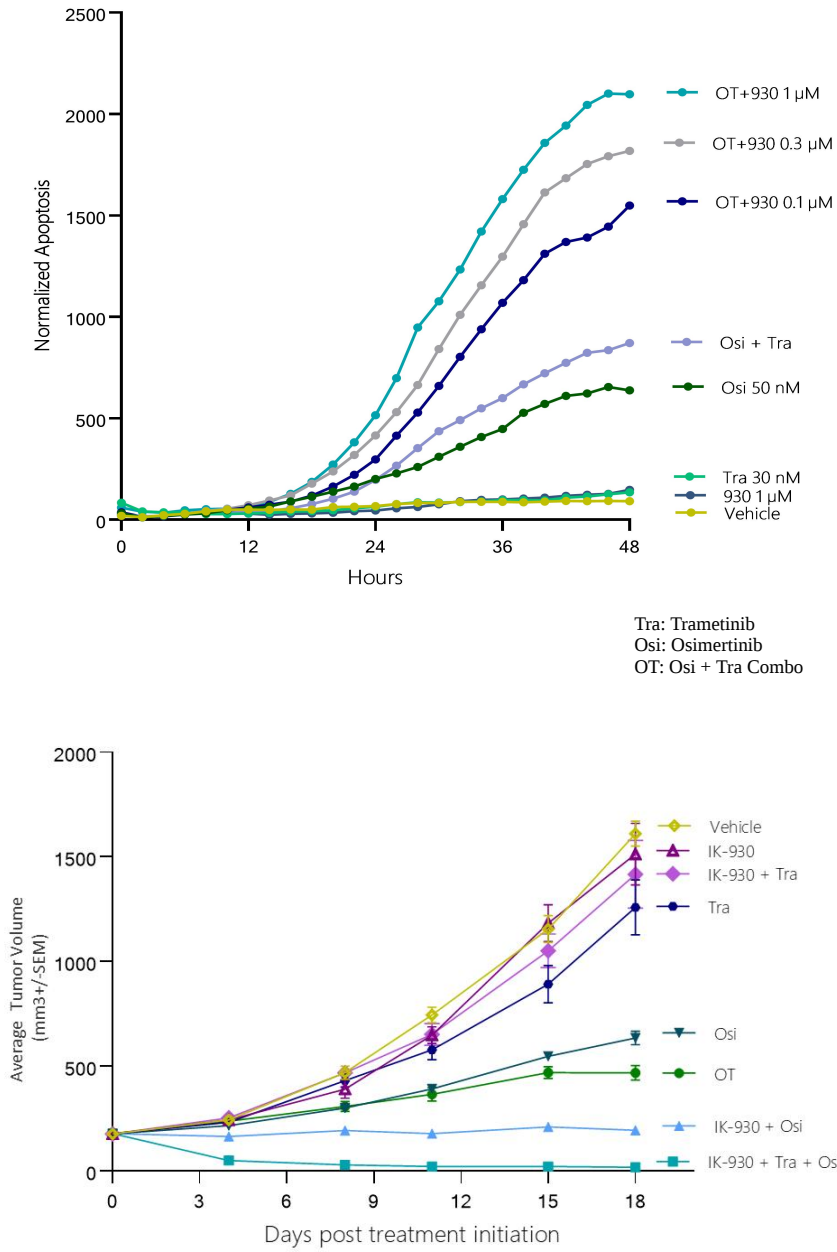 2500
2000
1500
1000
500
0
Normalized Apoptosis
0 12 24 36 48
Hours
OT+930 1 µM
OT+930 0.3 µM
OT+930 0.1 µM
Osi + Tra
Osi 50 nM
Tra 30 nM
930 1 µM
Vehicle
Tra: Trametinib
Osi: Osimertinib
OT: Osi + Tra Combo
2000
1500
1000
500
0
Average Tumor Volume
(mm3+/-SEM)
0 3 6 9 12 15 18
Days post treatment initiation
Vehicle
IK-930
IK-930 + Tra
Tra
Osi
OT
IK-930 + Osi
IK-930 + Tra + Os